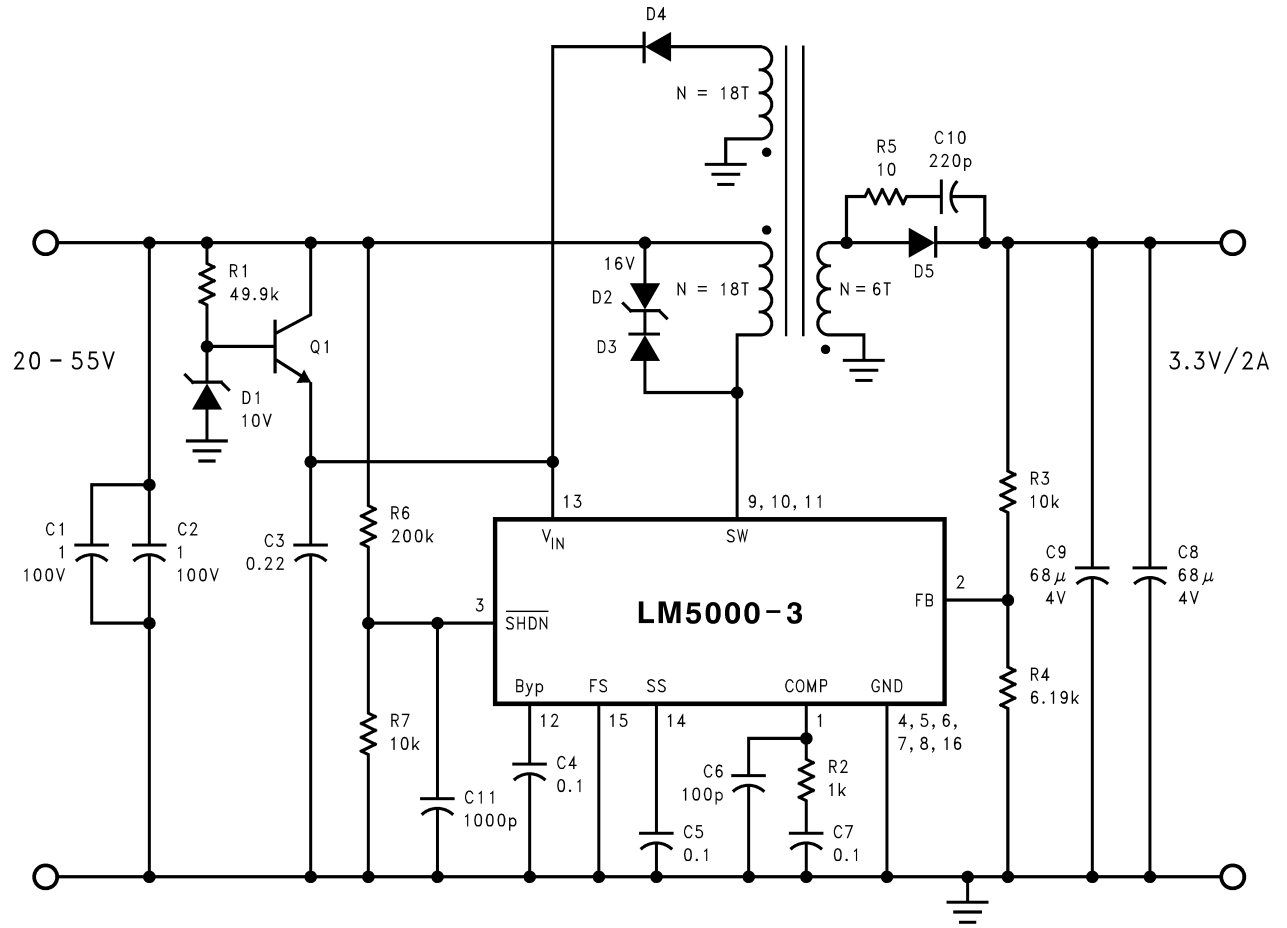 D4
N = 18T
C10
220p
R5
10
D5
16V
D2
D3
N = 18T
N = 6T
R1
49.9k
Q1
D1
10V
20 - 55V
3.3V/2A
C1
1
100V
C2
1
100V
C3
0.22
R6
200k
13
9, 10, 11
VIN
SW
R3
10k
C9
68μ
4V
C8
68μ
4V
3
SHDN
LM5000-3
FB
2
R4
6.19k
Byp
FS
SS
COMP
GND
12
15
14
1
4, 5, 6,
7, 8, 16
R7
10k
C11
1000p
C4
0.1
C5
0.1
C6
100p
R2
1k
C7
0.1